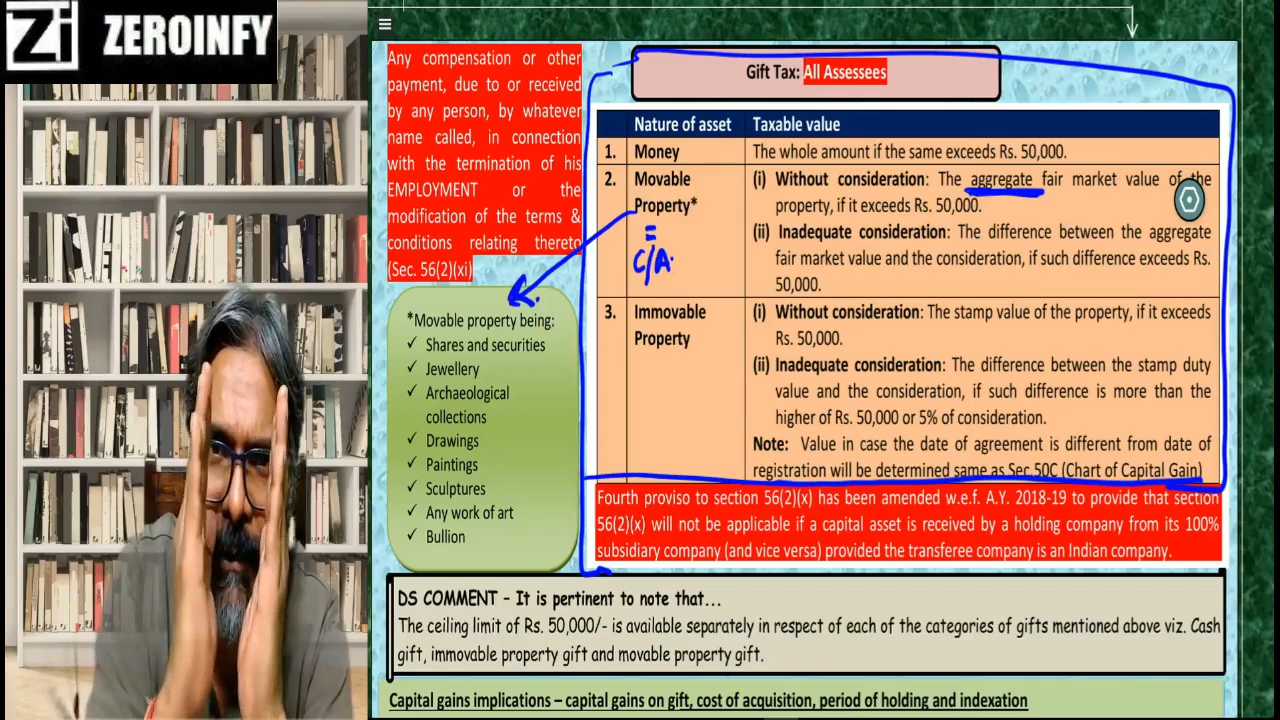 Zi ZEROINFY
Any compensation or other
payment, due to or received
by any person, by whatever
name called, in connection
with the termination of his
EMPLOYMENT or the
modification of the terms &
conditions relating thereto
(Sec. 56(2)(xi)
*Movable property being:
✓ Shares and securities
✓ Jewellery
✓ Archaeological
collections
✓ Drawings
✓ Paintings
✓ Sculptures
✓ Any work of art
✓ Bullion
Gift Tax: All Assessees
Nature of asset Taxable value
1. Money The whole amount if the same exceeds Rs. 50,000.
2. Movable (i) Without consideration: The aggregate fair market value of the
Property* property, if it exceeds Rs. 50,000.
= (ii) Inadequate consideration: The difference between the aggregate
C/A. fair market value and the consideration, if such difference exceeds Rs.
50,000.
3. Immovable (i) Without consideration: The stamp value of the property, if it exceeds
Property Rs. 50,000.
(ii) Inadequate consideration: The difference between the stamp duty
value and the consideration, if such difference is more than the
higher of Rs. 50,000 or 5% of consideration.
Note: Value in case the date of agreement is different from date of
registration will be determined same as Sec.50C (Chart of Capital Gain)
Fourth proviso to section 56(2)(x) has been amended w.e.f. A.Y. 2018-19 to provide that section
56(2)(x) will not be applicable if a capital asset is received by a holding company from its 100%
subsidiary company (and vice versa) provided the transferee company is an Indian company.
DS COMMENT – It is pertinent to note that...
The ceiling limit of Rs. 50,000/- is available separately in respect of each of the categories of gifts mentioned above viz. Cash
gift, immovable property gift and movable property gift.
Capital gains implications – capital gains on gift, cost of acquisition, period of holding and indexation